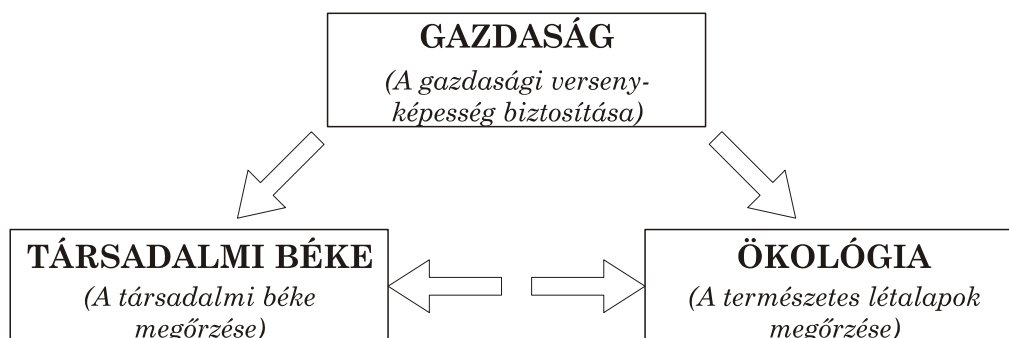 GAZDASÁG
(A gazdasági verseny-
képesség biztosítása)
TÁRSADALMI BÉKE
(A társadalmi béke
megőrzése)
ÖKOLÓGIA
(A természetes létalapok
megőrzése)